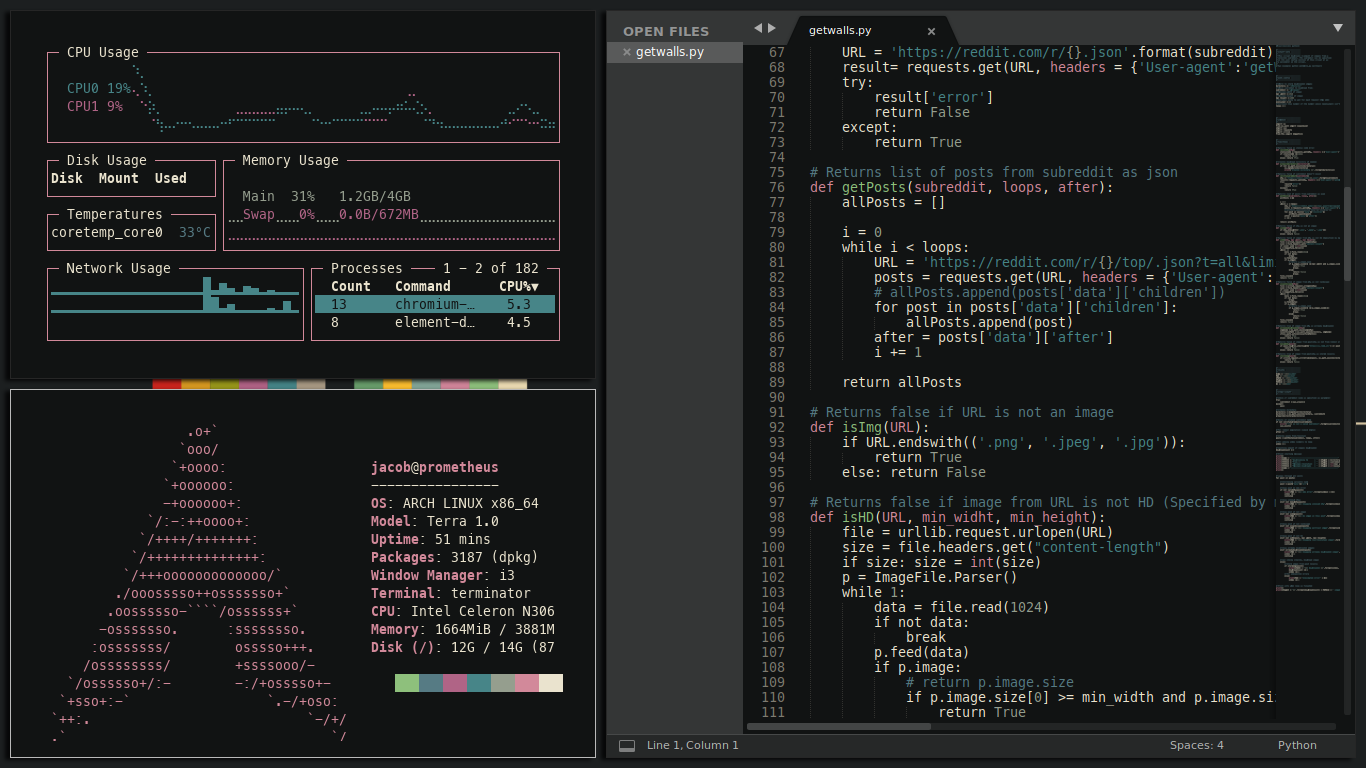 CPU Usage
CPU0 19%
CPU1 9%
Disk Usage
Disk Mount Used
Temperatures
coretemp_core0 33°C
Memory Usage
Main 31% 1.2GB/4GB
Swap 0% 0.0B/672MB
Network Usage
Processes 1 – 2 of 182
Count Command CPU%▼
13 chromium–…
5.3
8 element–d…
4.5
.o+`
`ooo/
`+oooo:
`+oooooo:
–+oooooo+:
`/:–:++oooo+:
`/++++/+++++++:
`/++++++++++++++:
`/+++ooooooooooooo/`
./ooosssso++osssssso+`
.oossssso–````/ossssss+`
–osssssso. :ssssssso.
:osssssss/ osssso+++.
/ossssssss/ +ssssooo/–
`/ossssso+/:– –:/+osssso+–
`+sso+:–` `.–/+oso:
`++:. `–/+/
.` `/
jacob@prometheus
––––––––––––––––
OS: ARCH LINUX x86_64
Model: Terra 1.0
Uptime: 51 mins
Packages: 3187 (dpkg)
Window Manager: i3
Terminal: terminator
CPU: Intel Celeron N306
Memory: 1664MiB / 3881M
Disk (/): 12G / 14G (87
OPEN FILES
× getwalls.py
getwalls.py ×
67 URL = 'https://reddit.com/r/{}.json'.format(subreddit)
68 result= requests.get(URL, headers = {'User-agent':'get
69 try:
70 result['error']
71 return False
72 except:
73 return True
74
75 # Returns list of posts from subreddit as json
76 def getPosts(subreddit, loops, after):
77 allPosts = []
78
79 i = 0
80 while i < loops:
81 URL = 'https://reddit.com/r/{}/top/.json?t=all&lim
82 posts = requests.get(URL, headers = {'User-agent':
83 # allPosts.append(posts['data']['children'])
84 for post in posts['data']['children']:
85 allPosts.append(post)
86 after = posts['data']['after']
87 i += 1
88
89 return allPosts
90
91 # Returns false if URL is not an image
92 def isImg(URL):
93 if URL.endswith(('.png', '.jpeg', '.jpg')):
94 return True
95 else: return False
96
97 # Returns false if image from URL is not HD (Specified by
98 def isHD(URL, min_widht, min_height):
99 file = urllib.request.urlopen(URL)
100 size = file.headers.get("content-length")
101 if size: size = int(size)
102 p = ImageFile.Parser()
103 while 1:
104 data = file.read(1024)
105 if not data:
106 break
107 p.feed(data)
108 if p.image:
109 # return p.image.size
110 if p.image.size[0] >= min_width and p.image.si
111 return True
Line 1, Column 1
Spaces: 4
Python